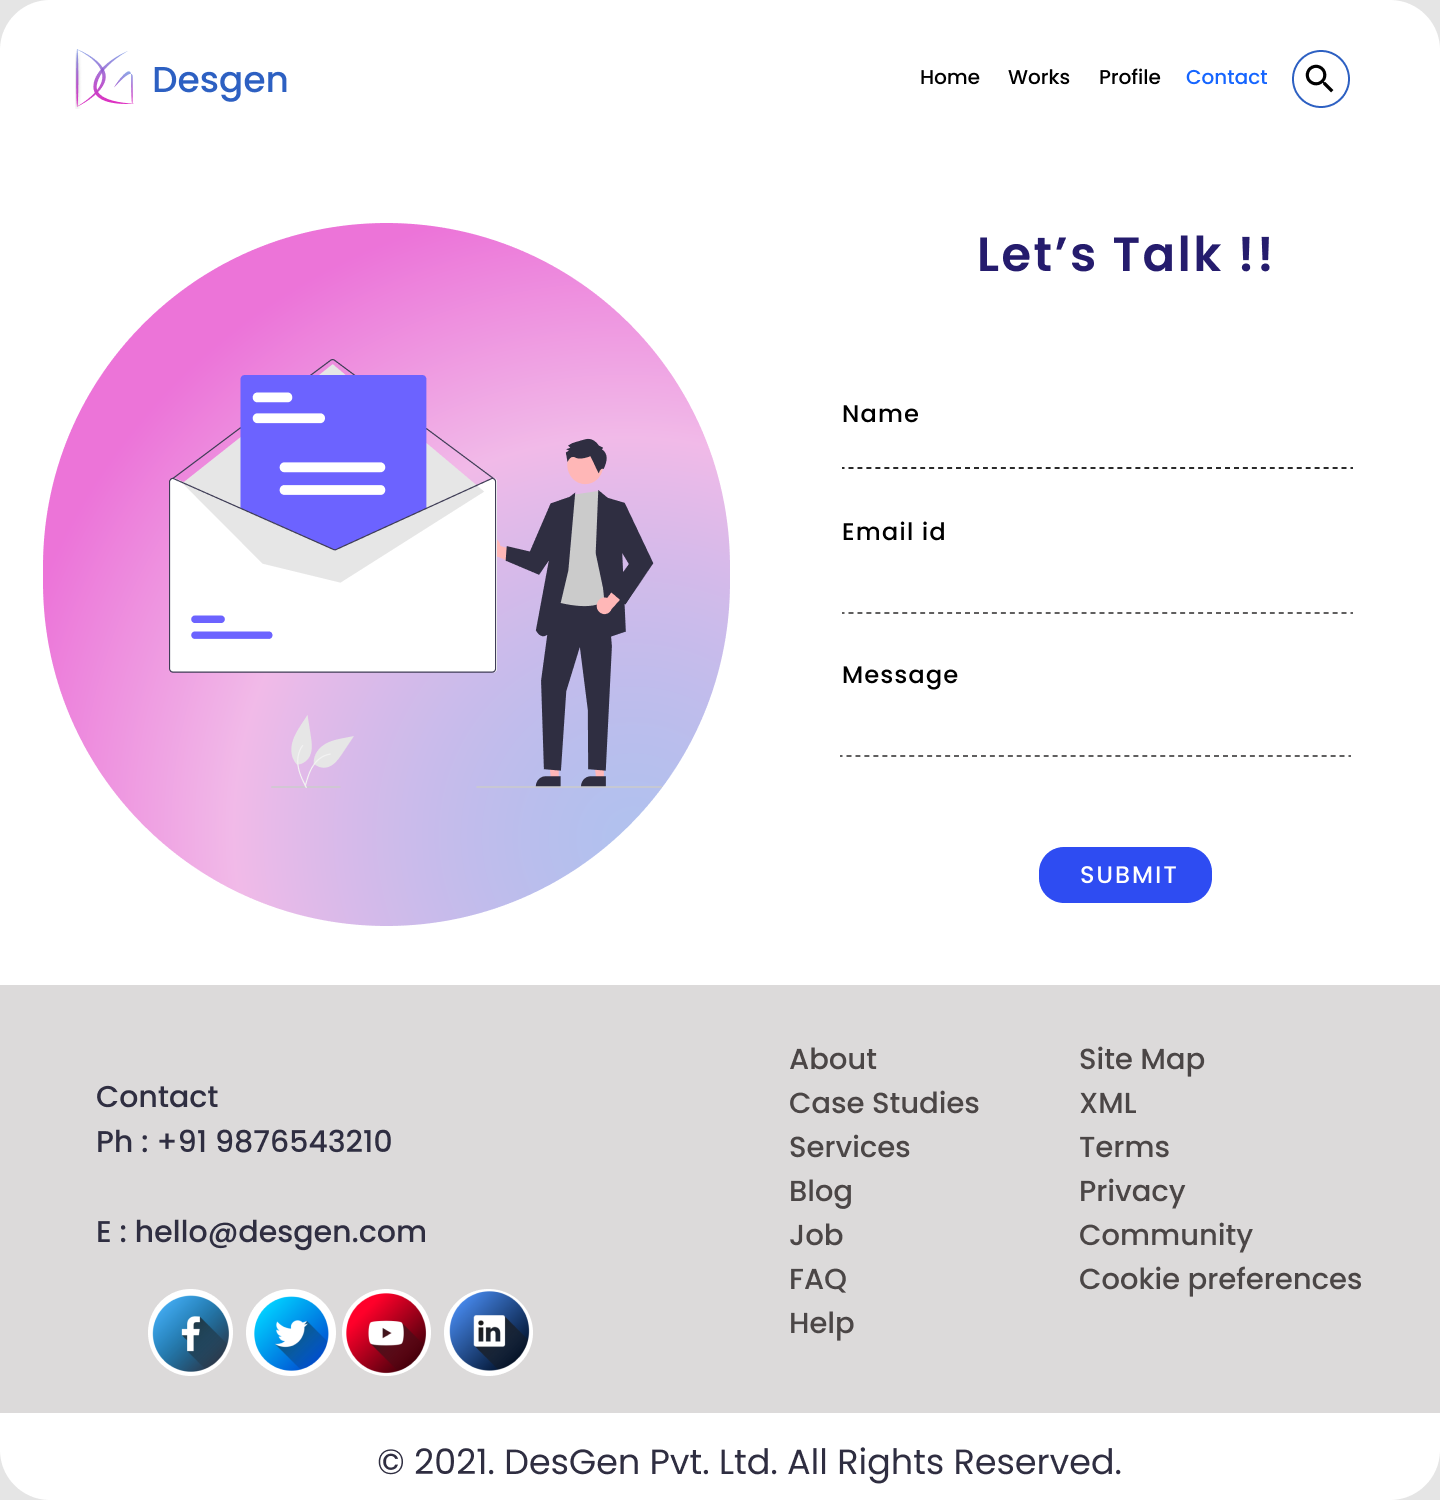 Desgen
Home Works Profile Contact
Let’s Talk !!
Name
Email id
Message
SUBMIT
Contact
Ph : +91 9876543210
E : hello@desgen.com
About
Case Studies
Services
Blog
Job
FAQ
Help
Site Map
XML
Terms
Privacy
Community
Cookie preferences
© 2021. DesGen Pvt. Ltd. All Rights Reserved.